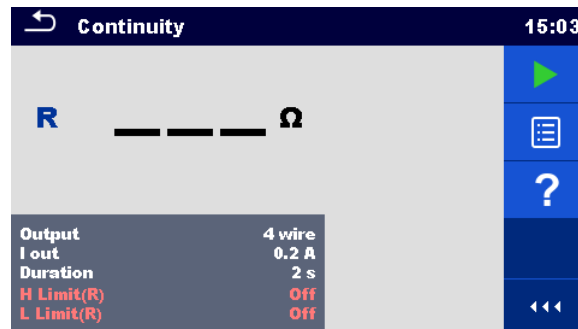 Continuity 15:03
R _ _ _ Ω
?
Output 4 wire
I out 0.2 A
Duration 2 s
H Limit(R) Off
L Limit(R) Off